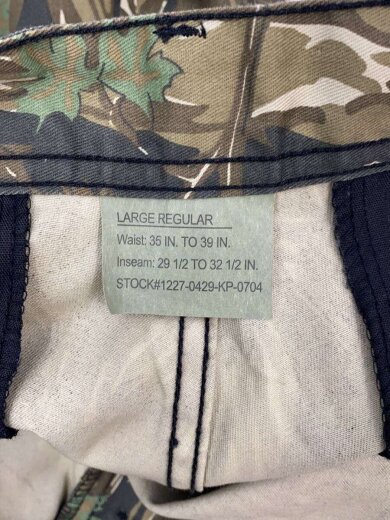 LARGE REGULAR
Waist: 35 IN. TO 39 IN.
Inseam: 29 1/2 TO 32 1/2 IN.
STOCK#1227-0429-KP-0704